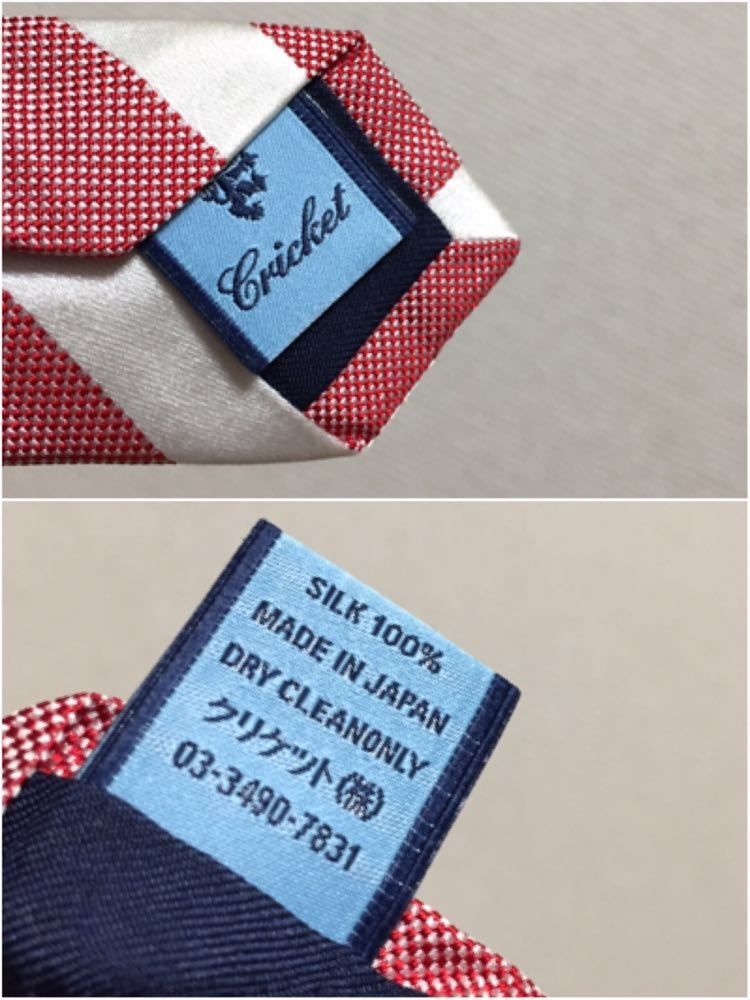 Cricket
SILK 100%
MADE IN JAPAN
DRY CLEANONLY
クリケット(株)
03-3490-7831